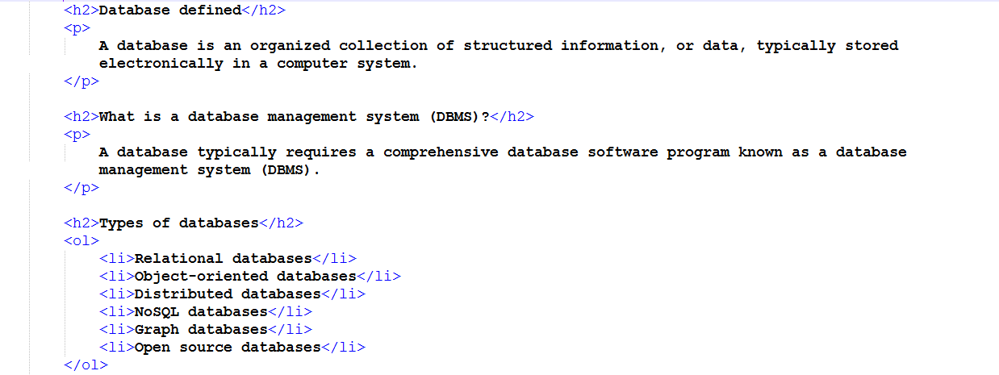 <h2>Database defined</h2>
<p>
A database is an organized collection of structured information, or data, typically stored
electronically in a computer system.
</p>
<h2>What is a database management system (DBMS)?</h2>
<p>
A database typically requires a comprehensive database software program known as a database
management system (DBMS).
</p>
<h2>Types of databases</h2>
<ol>
<li>Relational databases</li>
<li>Object-oriented databases</li>
<li>Distributed databases</li>
<li>NoSQL databases</li>
<li>Graph databases</li>
<li>Open source databases</li>
</ol>